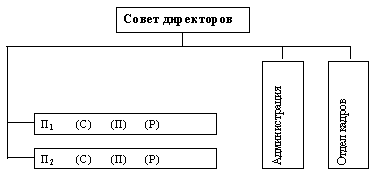 Совет директоров
П1 (С) (П) (Р)
П2 (С) (П) (Р)
Администрация
Отдел кадров